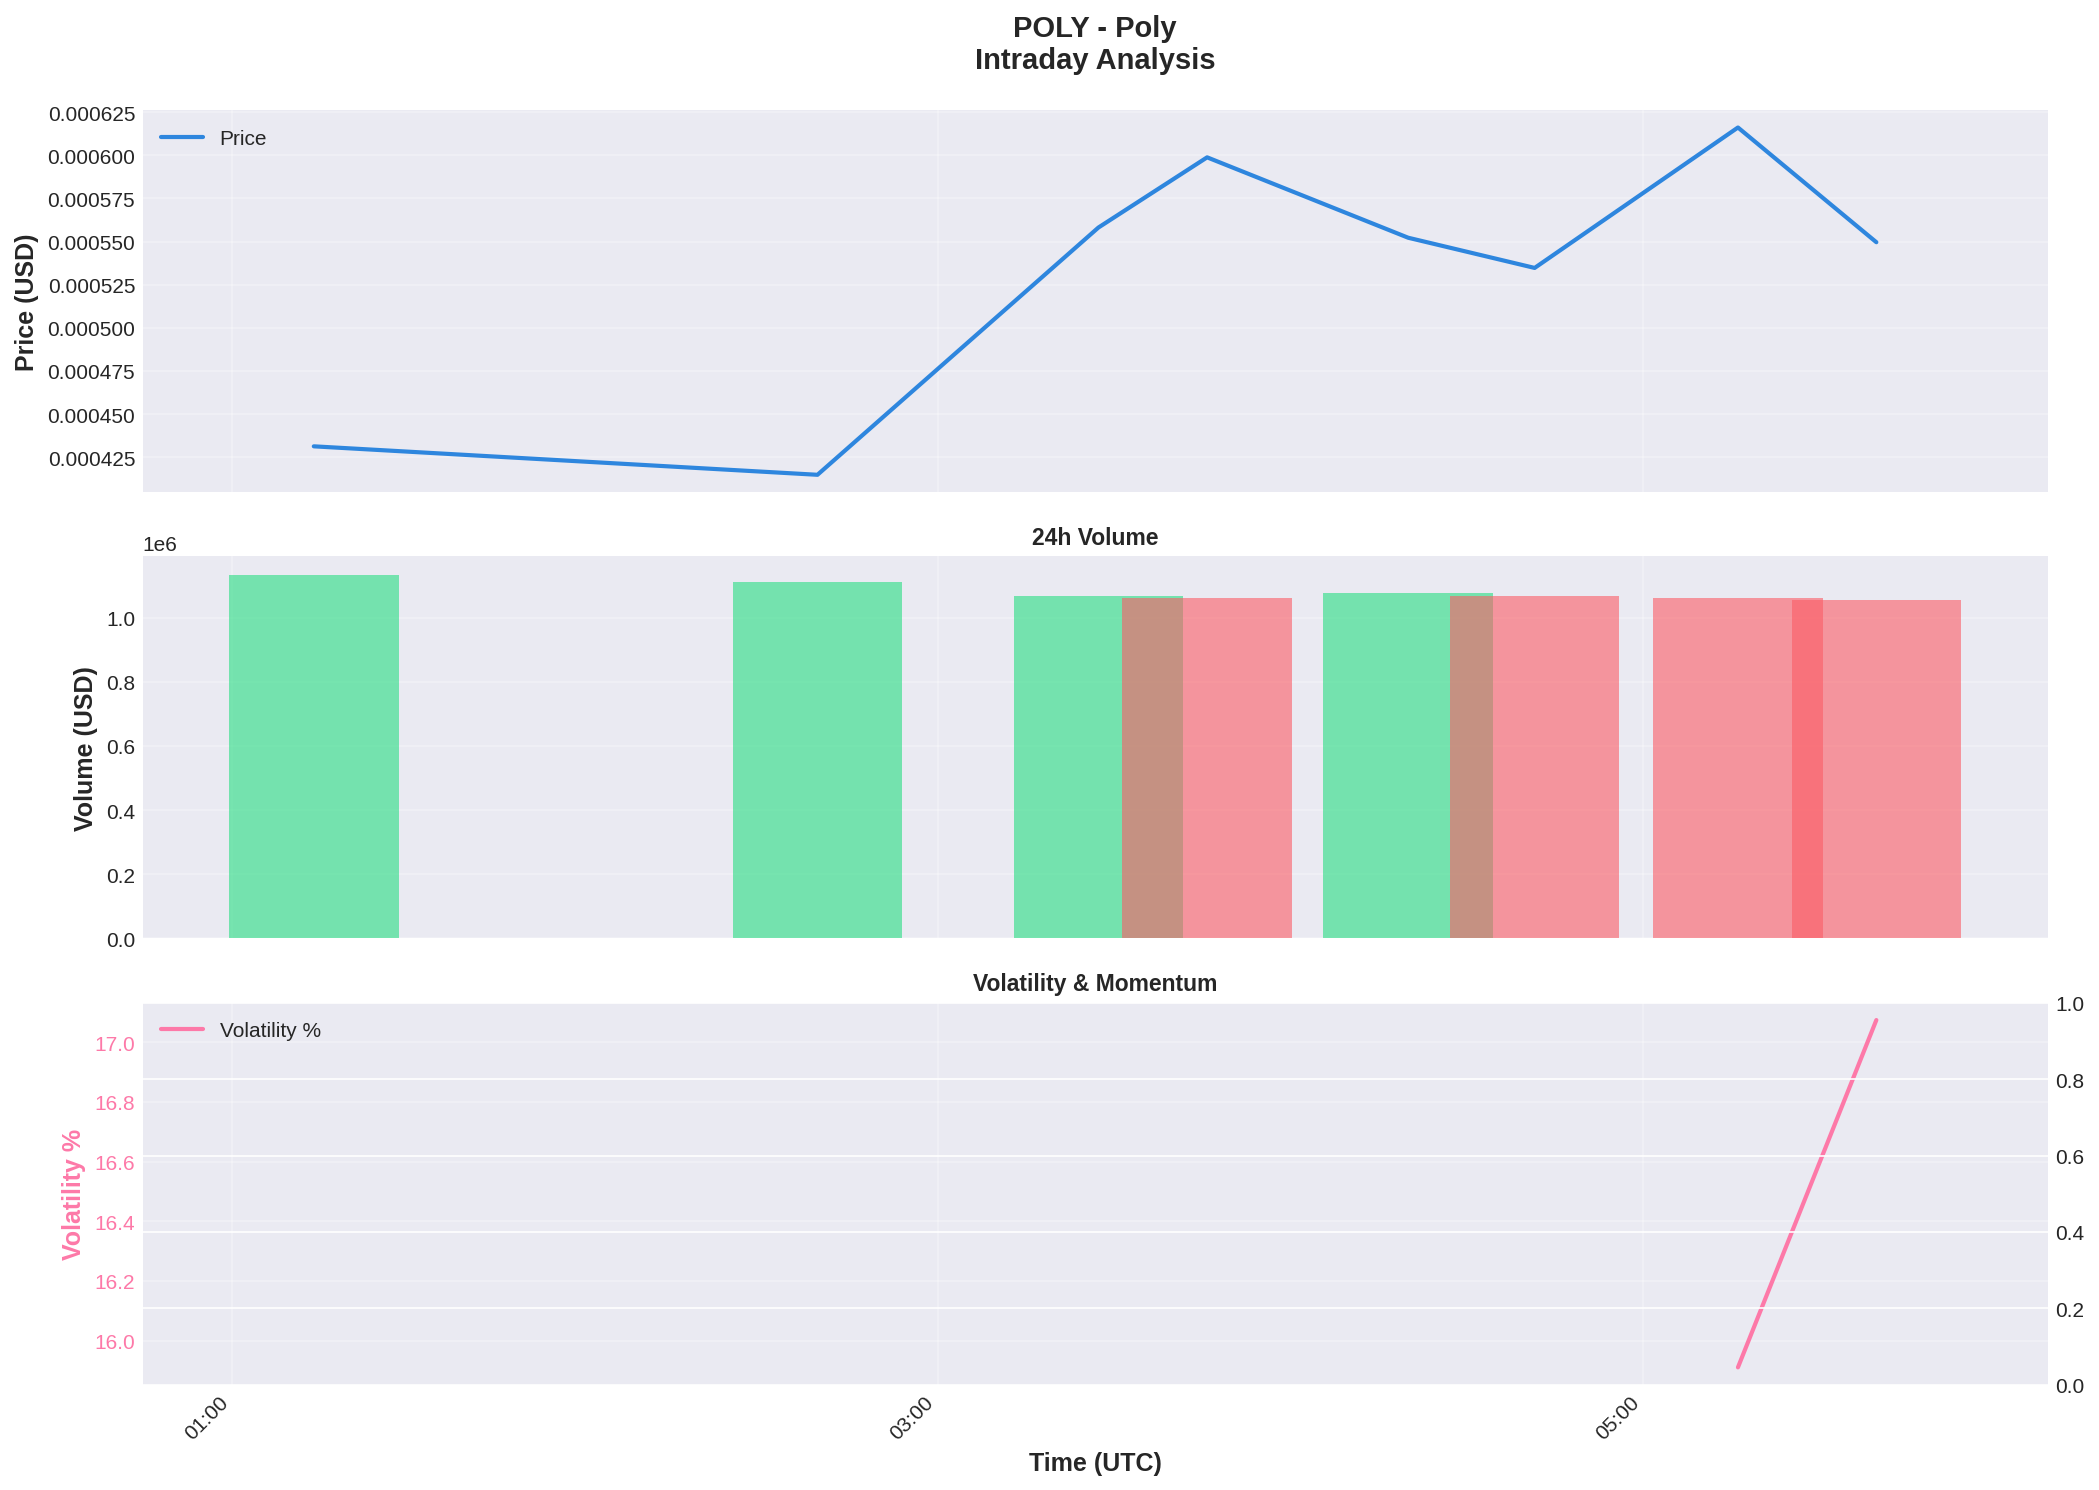 POLY - Poly
Intraday Analysis
Price (USD)
0.000625
0.000600
0.000575
0.000550
0.000525
0.000500
0.000475
0.000450
0.000425
Price
24h Volume
1e6
Volume (USD)
1.0
0.8
0.6
0.4
0.2
0.0
Volatility & Momentum
Volatility %
17.0
16.8
16.6
16.4
16.2
16.0
Volatility %
1.0
0.8
0.6
0.4
0.2
0.0
01:00
03:00
05:00
Time (UTC)